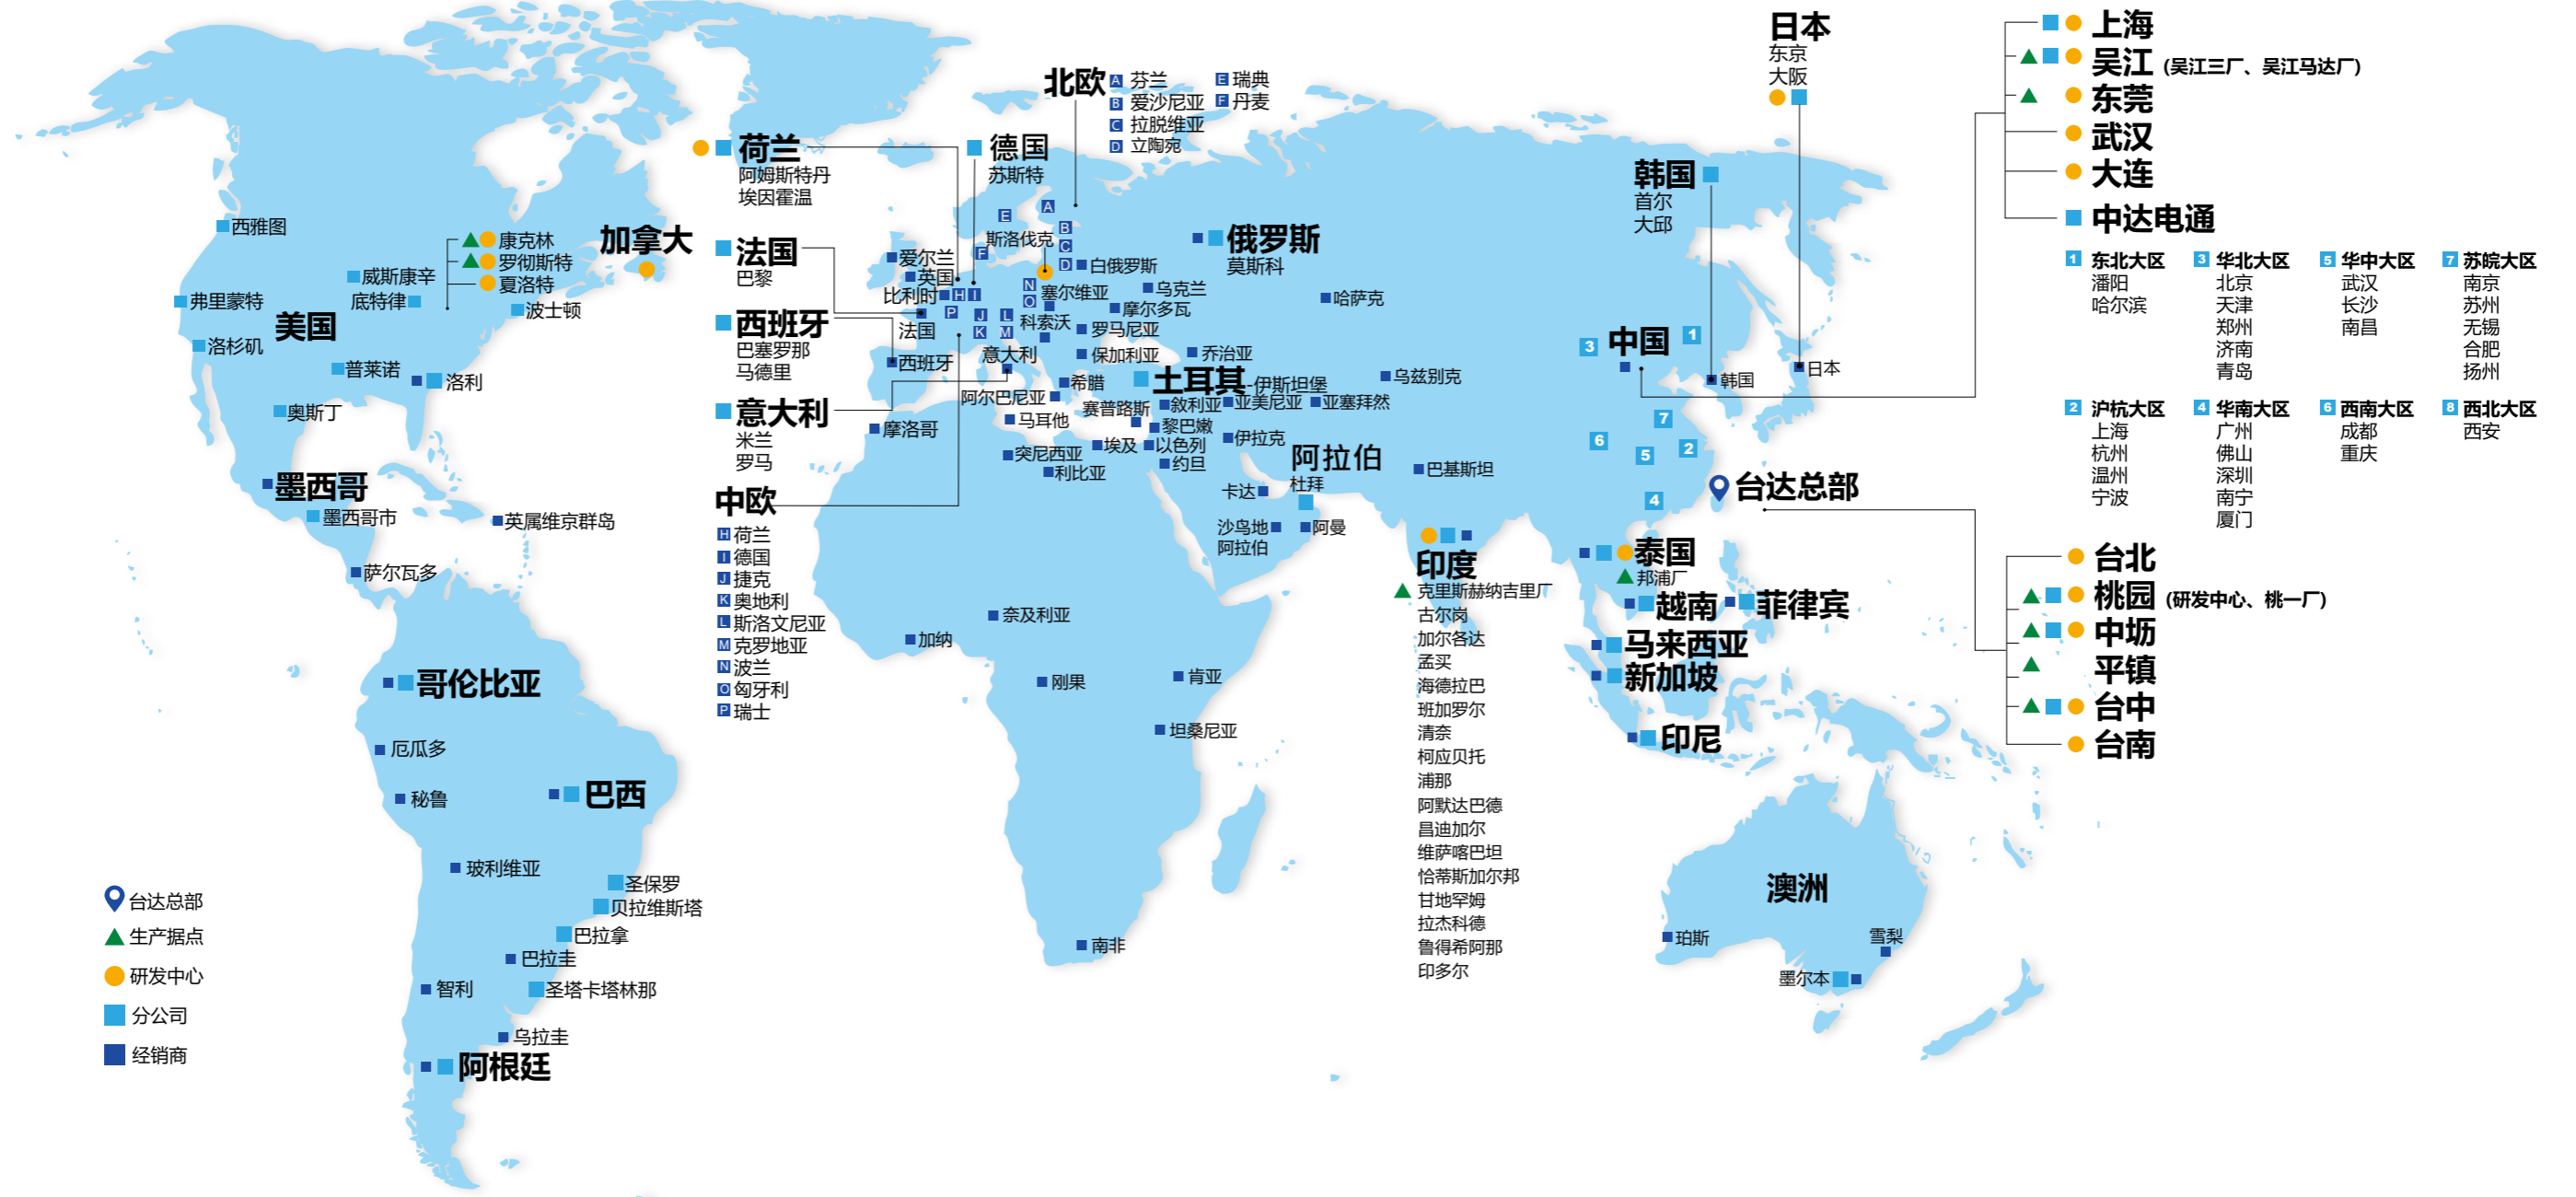 日本
东京
大阪
上海
吴江 (吴江三厂、吴江马达厂)
东莞
武汉
大连
中达电通
北欧
A 芬兰
B 爱沙尼亚
C 拉脱维亚
D 立陶宛
E 瑞典
F 丹麦
荷兰
阿姆斯特丹
埃因霍温
德国
苏斯特
韩国
首尔
大邱
加拿大
西雅图
康克林
罗彻斯特
夏洛特
威斯康辛
底特律
弗里蒙特
波士顿
美国
洛杉矶
普莱诺
洛利
奥斯丁
墨西哥
墨西哥市
英属维京群岛
萨尔瓦多
法国
巴黎
西班牙
巴塞罗那
马德里
意大利
米兰
罗马
中欧
H 荷兰
I 德国
J 捷克
K 奥地利
L 斯洛文尼亚
M 克罗地亚
N 波兰
O 匈牙利
P 瑞士
E
A
B
C
D
F
斯洛伐克
爱尔兰
英国
比利时
H
I
N
O
P
J
L
K
M
白俄罗斯
塞尔维亚
乌克兰
摩尔多瓦
法国
科索沃
罗马尼亚
西班牙
意大利
保加利亚
乔治亚
希腊
土耳其-伊斯坦堡
阿尔巴尼亚
马耳他
赛普路斯
叙利亚
亚美尼亚
亚塞拜然
摩洛哥
黎巴嫩
突尼西亚
埃及
以色列
伊拉克
利比亚
约旦
俄罗斯
莫斯科
哈萨克
乌兹别克
巴基斯坦
阿拉伯
杜拜
卡达
沙鸟地
阿拉伯
阿曼
中国
1
3
7
6
5
2
4
韩国
日本
1 东北大区
潘阳
哈尔滨
3 华北大区
北京
天津
郑州
济南
青岛
5 华中大区
武汉
长沙
南昌
7 苏皖大区
南京
苏州
无锡
合肥
扬州
2 沪杭大区
上海
杭州
温州
宁波
4 华南大区
广州
佛山
深圳
南宁
厦门
6 西南大区
成都
重庆
8 西北大区
西安
台达总部
台北
桃园 (研发中心、桃一厂)
中坜
平镇
台中
台南
印度
克里斯赫纳吉里厂
古尔岗
加尔各达
孟买
海德拉巴
班加罗尔
清奈
柯应贝托
浦那
阿默达巴德
昌迪加尔
维萨喀巴坦
恰蒂斯加尔邦
甘地罕姆
拉杰科德
鲁得希阿那
印多尔
泰国
邦浦厂
越南
菲律宾
马来西亚
新加坡
印尼
奈及利亚
加纳
刚果
肯亚
坦桑尼亚
南非
哥伦比亚
厄瓜多
秘鲁
巴西
玻利维亚
圣保罗
贝拉维斯塔
巴拉拿
巴拉圭
智利
圣塔卡塔林那
乌拉圭
阿根廷
澳洲
珀斯
雪梨
墨尔本
台达总部
生产据点
研发中心
分公司
经销商